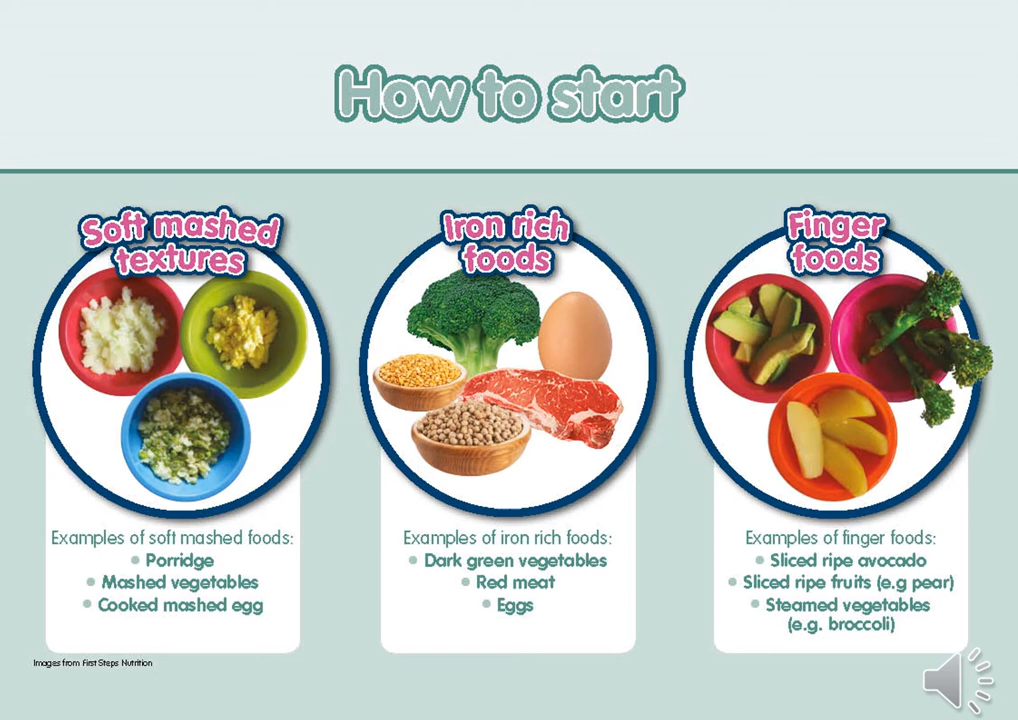 How to start
Soft mashed
textures
Examples of soft mashed foods:
• Porridge
• Mashed vegetables
• Cooked mashed egg
Iron rich
foods
Examples of iron rich foods:
• Dark green vegetables
• Red meat
• Eggs
Finger
foods
Examples of finger foods:
• Sliced ripe avocado
• Sliced ripe fruits (e.g pear)
• Steamed vegetables
(e.g. broccoli)
Images from First Steps Nutrition